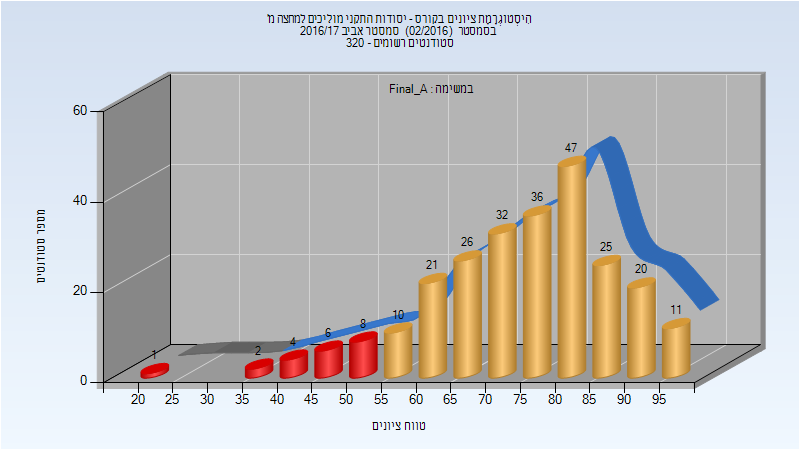 היסטוגרמת ציונים בקורס - יסודות התקני מוליכים למחצה מ'
בסמסטר (02/2016) סמסטר אביב 2016/17
סטודנטים רשומים - 320
במשימה : Final_A
מספר סטודנטים
60
40
20
0
1
2
4
6
8
10
21
26
32
36
47
25
20
11
20 25 30 35 40 45 50 55 60 65 70 75 80 85 90 95
טווח ציונים